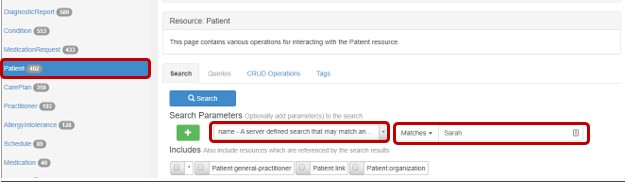 DiagnosticReport 580
Condition 553
MedicationRequest 433
Patient 402
CarePlan 359
Practitioner 193
AllergyIntolerance 128
Schedule 89
Medication 40
Resource: Patient
This page contains various operations for interacting with the Patient resource.
Search Queries CRUD Operations Tags
Search
Search Parameters Optionally add parameter(s) to the search
+ name - A server defined search that may match an... Matches Sarah
Includes Also include resources which are referenced by the search results
* Patient:general-practitioner Patient:link Patient:organization